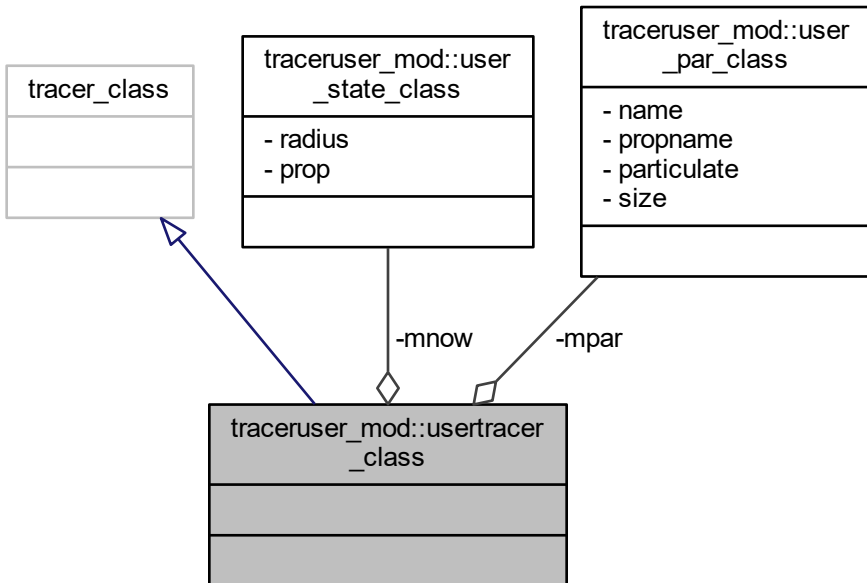 tracer_class
traceruser_mod::user
_state_class
- radius
- prop
traceruser_mod::user
_par_class
- name
- propname
- particulate
- size
-mnow
-mpar
traceruser_mod::usertracer
_class